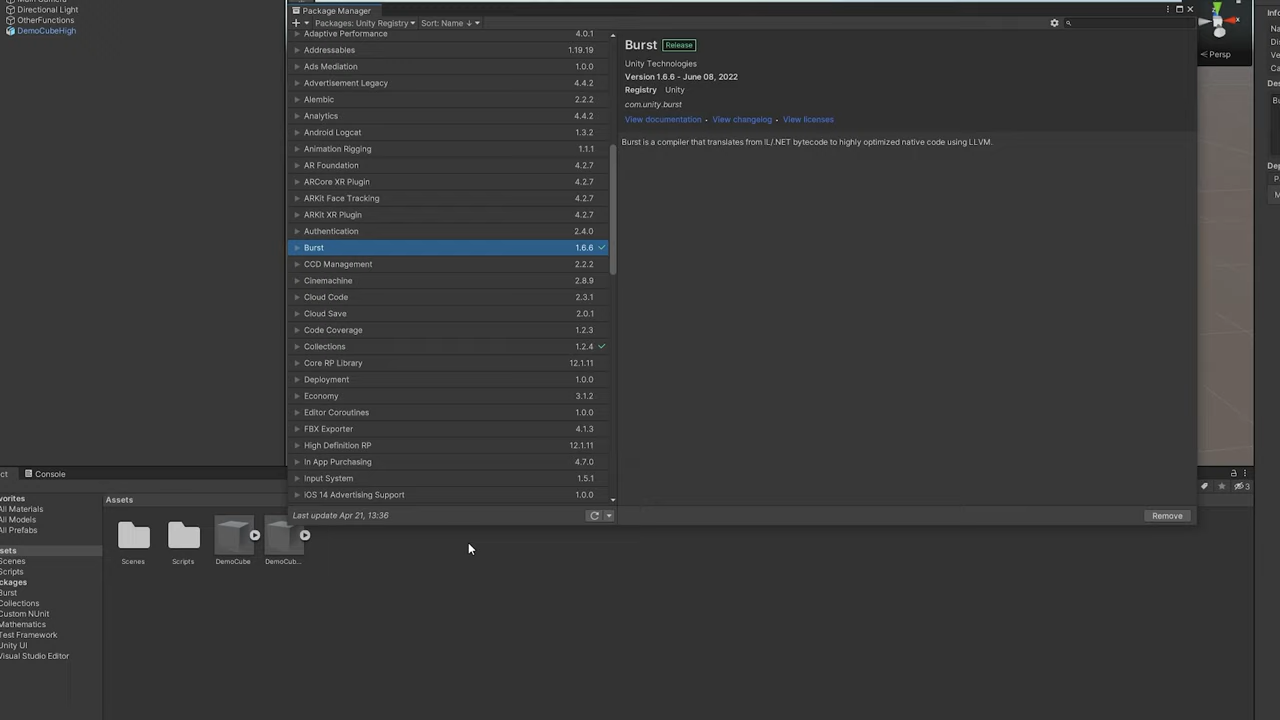 Directional Light
OtherFunctions
DemoCubeHigh
Package Manager
Packages: Unity Registry
Sort: Name ↓
Adaptive Performance 4.0.1
Addressables 1.19.19
Ads Mediation 1.0.0
Advertisement Legacy 4.4.2
Alembic 2.2.2
Analytics 4.4.2
Android Logcat 1.3.2
Animation Rigging 1.1.1
AR Foundation 4.2.7
ARCore XR Plugin 4.2.7
ARKit Face Tracking 4.2.7
ARKit XR Plugin 4.2.7
Authentication 2.4.0
Burst 1.6.6
CCD Management 2.2.2
Cinemachine 2.8.9
Cloud Code 2.3.1
Cloud Save 2.0.1
Code Coverage 1.2.3
Collections 1.2.4
Core RP Library 12.1.11
Deployment 1.0.0
Economy 3.1.2
Editor Coroutines 1.0.0
FBX Exporter 4.1.3
High Definition RP 12.1.11
In App Purchasing 4.7.0
Input System 1.5.1
iOS 14 Advertising Support 1.0.0
Last update Apr 21, 13:36
Burst Release
Unity Technologies
Version 1.6.6 - June 08, 2022
Registry Unity
com.unity.burst
View documentation • View changelog • View licenses
Burst is a compiler that translates from IL/.NET bytecode to highly optimized native code using LLVM.
Remove
Persp
Console
Assets
Scenes
Scripts
DemoCube
DemoCub...
All Materials
All Models
All Prefabs
Scenes
Scripts
Burst
Collections
Custom NUnit
Mathematics
Test Framework
Unity UI
Visual Studio Editor
3